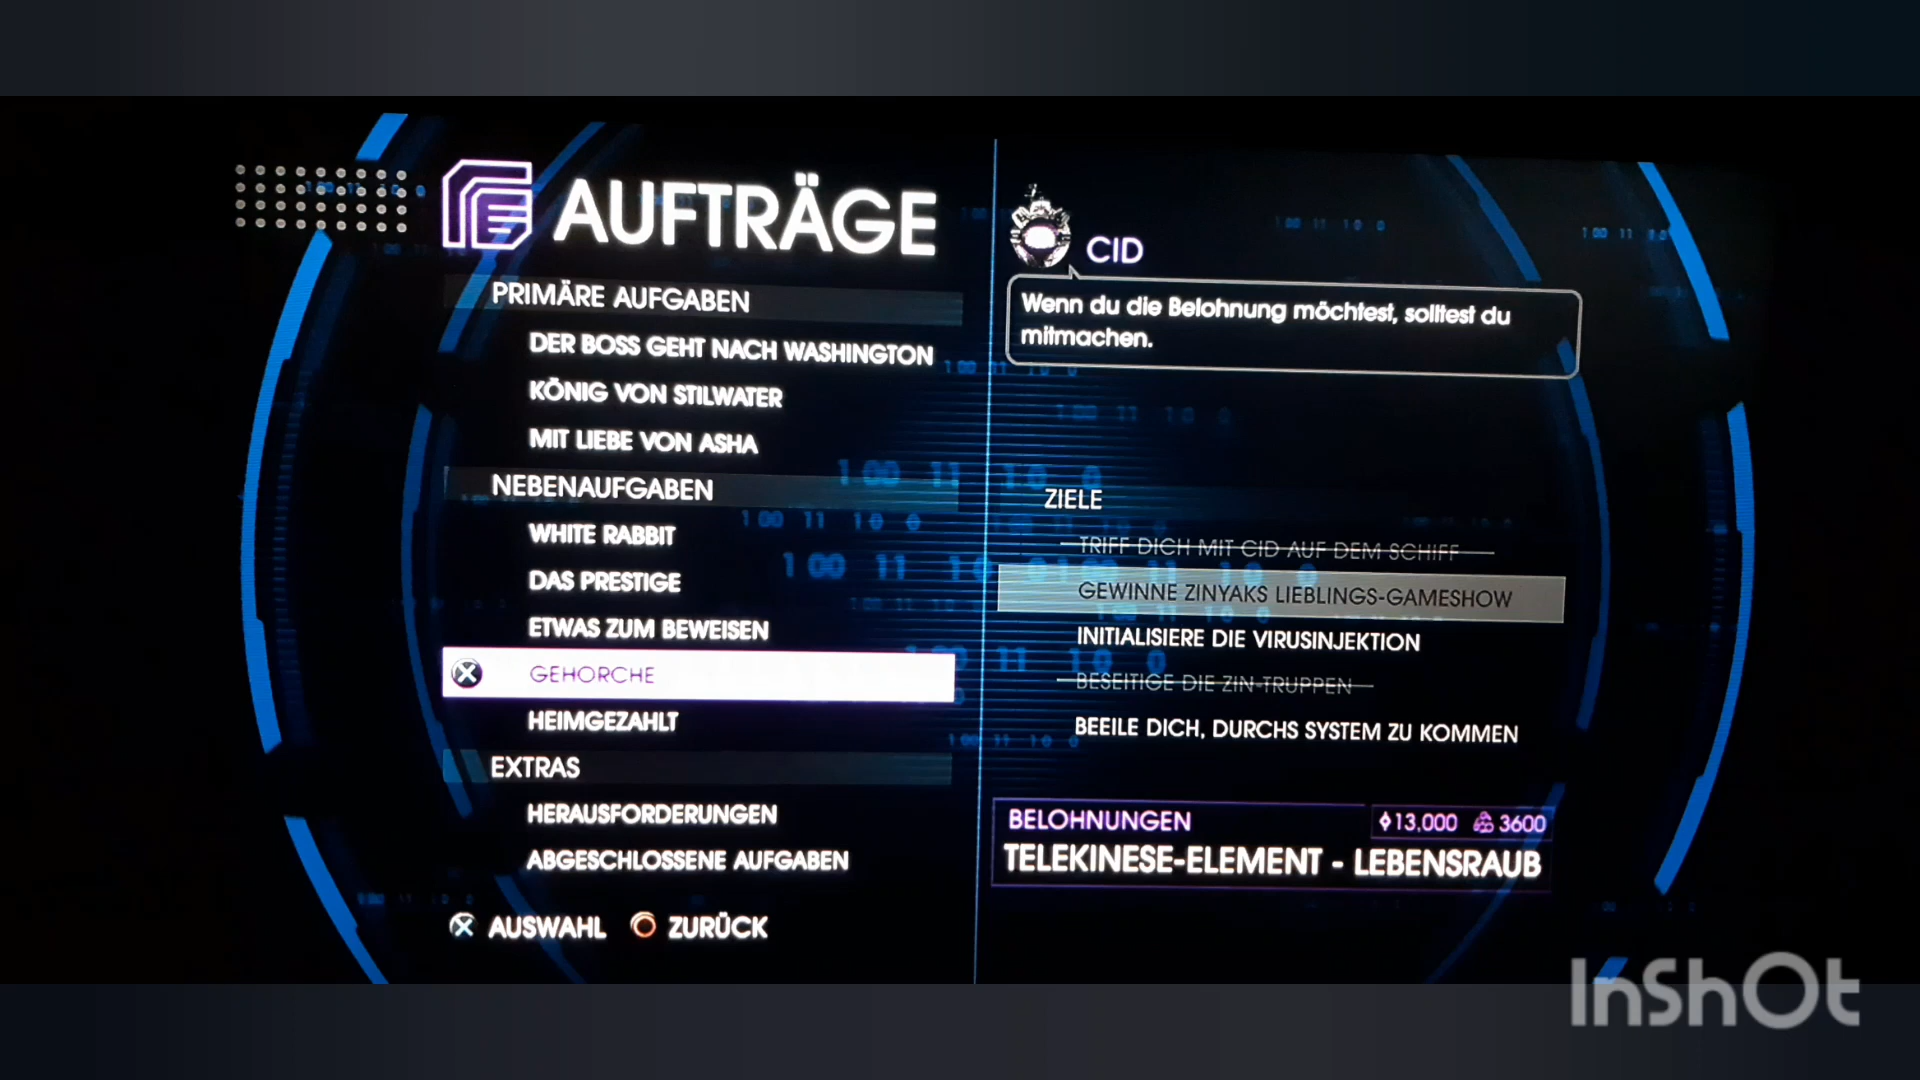 AUFTRÄGE
PRIMÄRE AUFGABEN
DER BOSS GEHT NACH WASHINGTON
KÖNIG VON STILWATER
MIT LIEBE VON ASHA
NEBENAUFGABEN
WHITE RABBIT
DAS PRESTIGE
ETWAS ZUM BEWEISEN
GEHORCHE
HEIMGEZAHLT
EXTRAS
HERAUSFORDERUNGEN
ABGESCHLOSSENE AUFGABEN
AUSWAHL ZURÜCK
CID
Wenn du die Belohnung möchtest, solltest du
mitmachen.
ZIELE
TRIFF DICH MIT CID AUF DEM SCHIFF
GEWINNE ZINYAKS LIEBLINGS-GAMESHOW
INITIALISIERE DIE VIRUSINJEKTION
BESEITIGE DIE ZIN-TRUPPEN
BEEILE DICH, DURCHS SYSTEM ZU KOMMEN
BELOHNUNGEN 13,000 3600
TELEKINESE-ELEMENT - LEBENSRAUB
InShOt